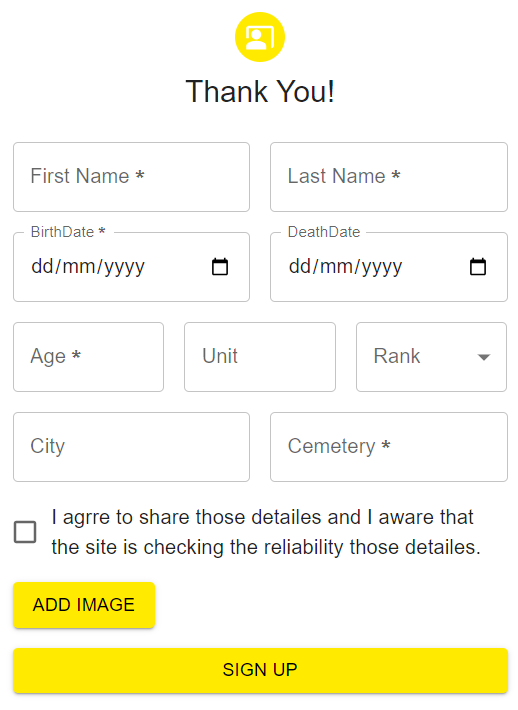 Thank You!
First Name *
Last Name *
BirthDate *
DeathDate
dd/mm/yyyy
dd/mm/yyyy
Age *
Unit
Rank
City
Cemetery *
I agrre to share those detailes and I aware that
the site is checking the reliability those detailes.
ADD IMAGE
SIGN UP